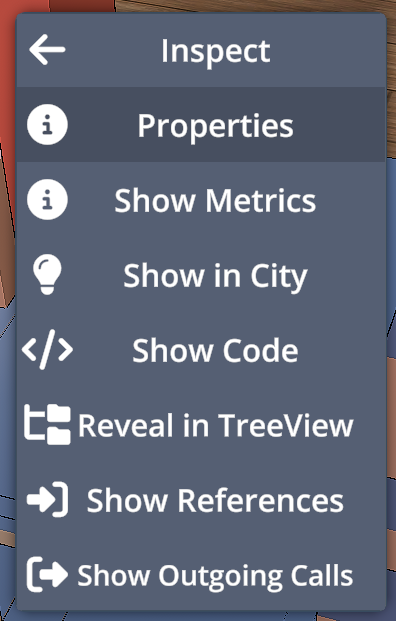 Inspect
Properties
Show Metrics
Show in City
Show Code
Reveal in TreeView
Show References
Show Outgoing Calls